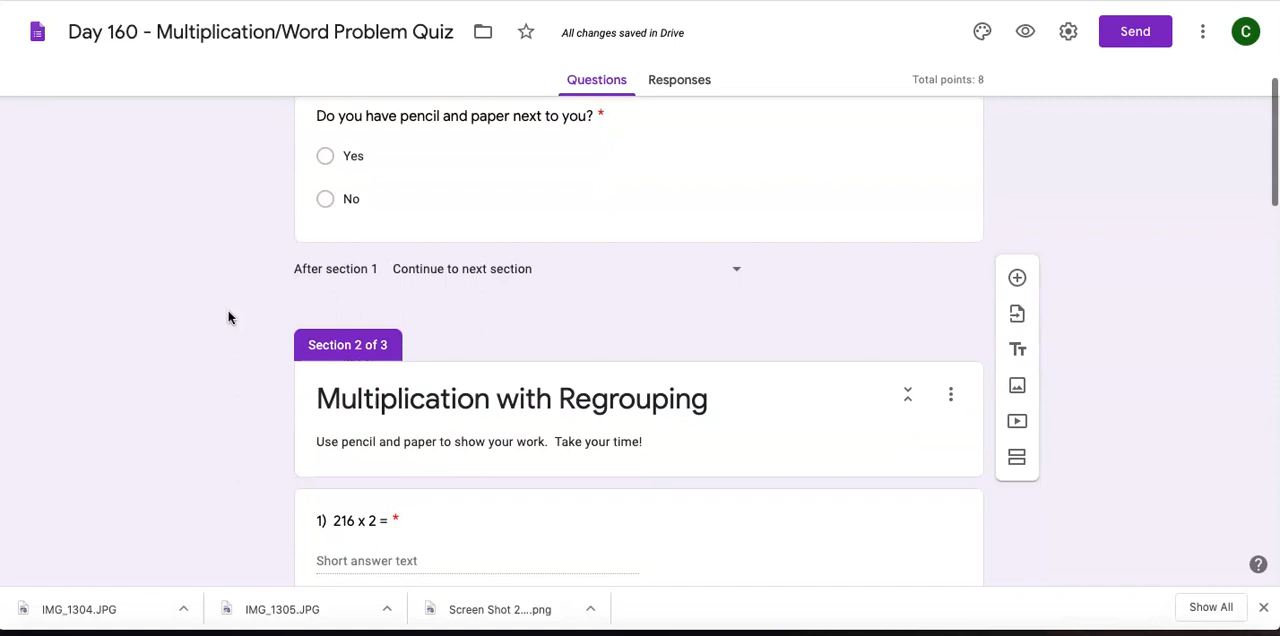 Day 160 - Multiplication/Word Problem Quiz
All changes saved in Drive
Send
C
Questions
Responses
Total points: 8
Do you have pencil and paper next to you? *
Yes
No
After section 1 Continue to next section
Section 2 of 3
Multiplication with Regrouping
Use pencil and paper to show your work. Take your time!
1) 216 x 2 = *
Short answer text
IMG_1304.JPG
IMG_1305.JPG
Screen Shot 2....png
Show All